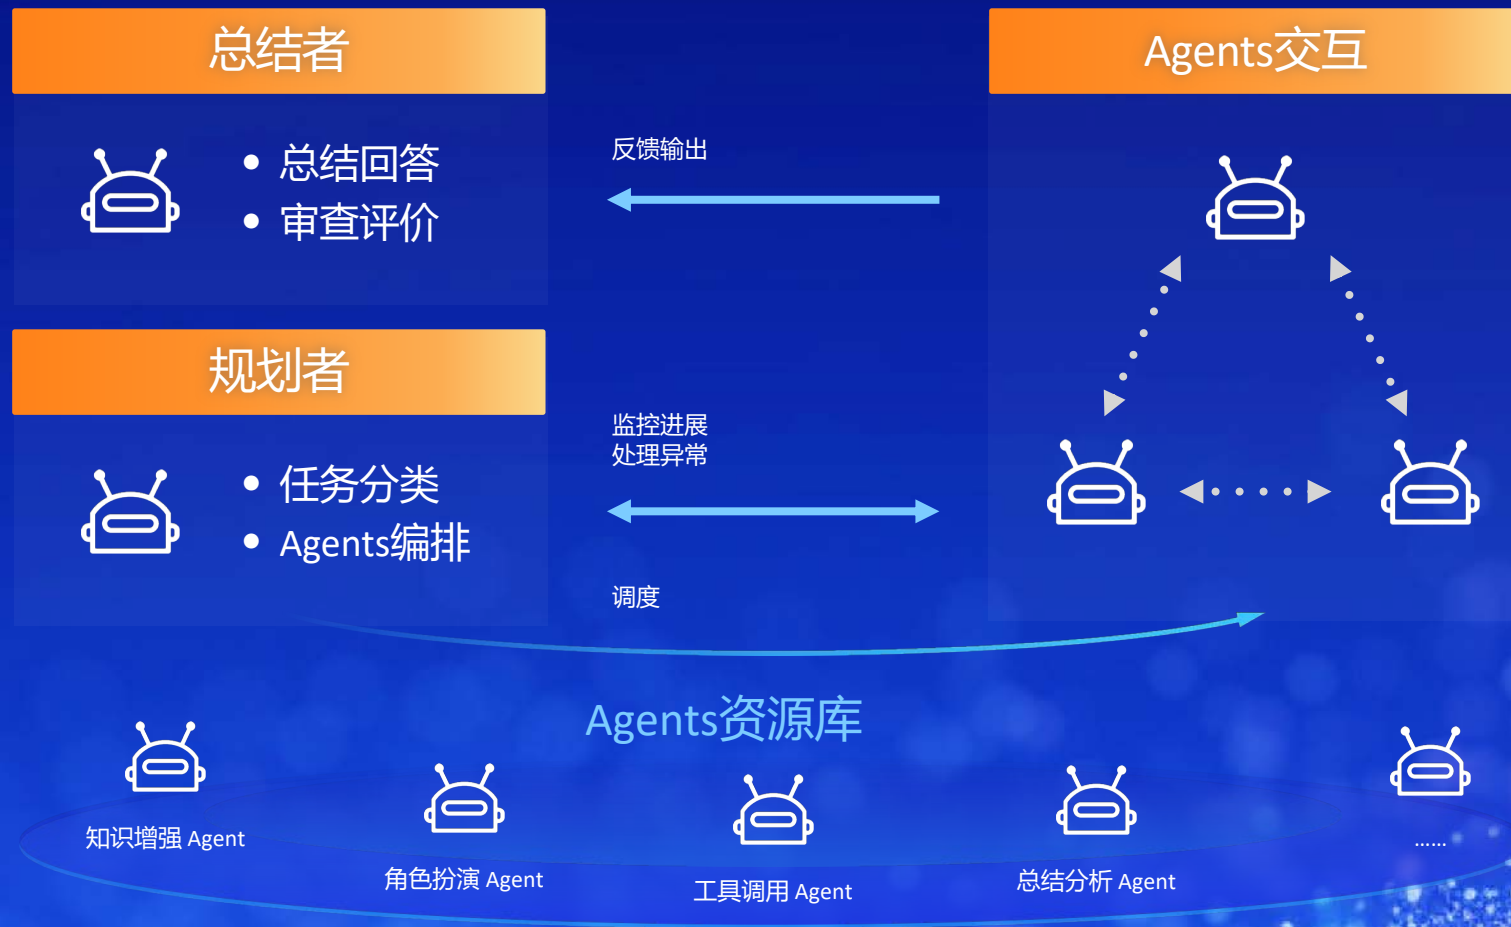 总结者
• 总结回答
• 审查评价
反馈输出
Agents交互
规划者
• 任务分类
• Agents编排
监控进展
处理异常
调度
Agents资源库
知识增强 Agent
角色扮演 Agent
工具调用 Agent
总结分析 Agent
......